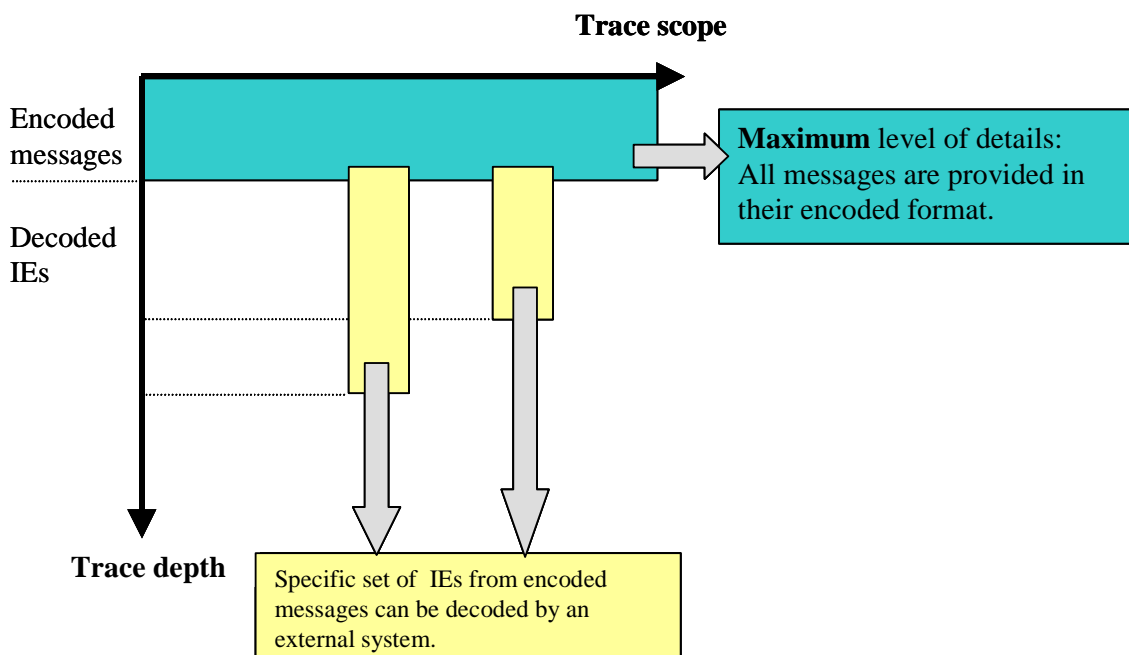 Trace scope
Encoded
messages
Maximum level of details:
All messages are provided in
their encoded format.
Decoded
IEs
Trace depth
Specific set of IEs from encoded
messages can be decoded by an
external system.